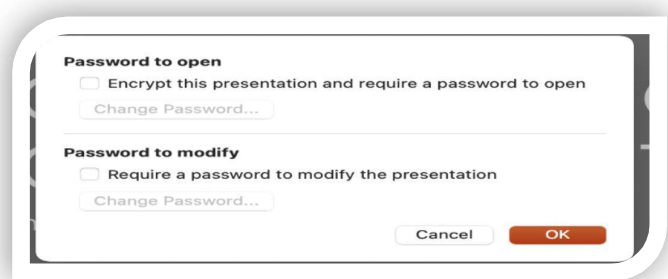 Password to open
Encrypt this presentation and require a password to open
Change Password...
Password to modify
Require a password to modify the presentation
Change Password...
Cancel OK